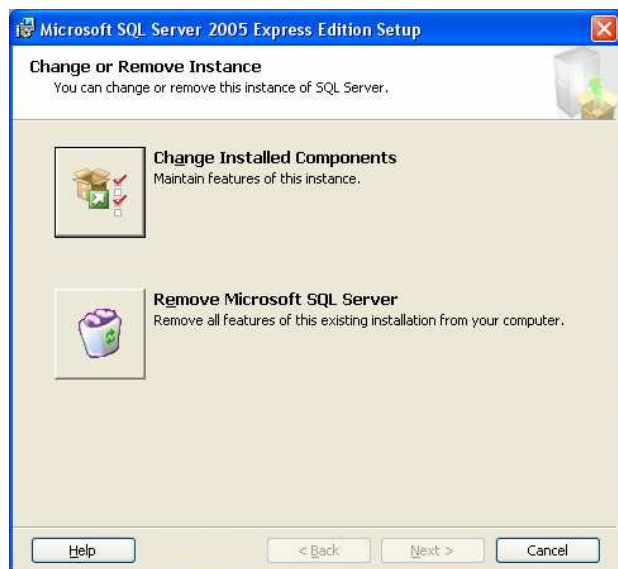 Microsoft SQL Server 2005 Express Edition Setup
Change or Remove Instance
You can change or remove this instance of SQL Server.
Change Installed Components
Maintain features of this instance.
Remove Microsoft SQL Server
Remove all features of this existing installation from your computer.
Help
< Back
Next >
Cancel